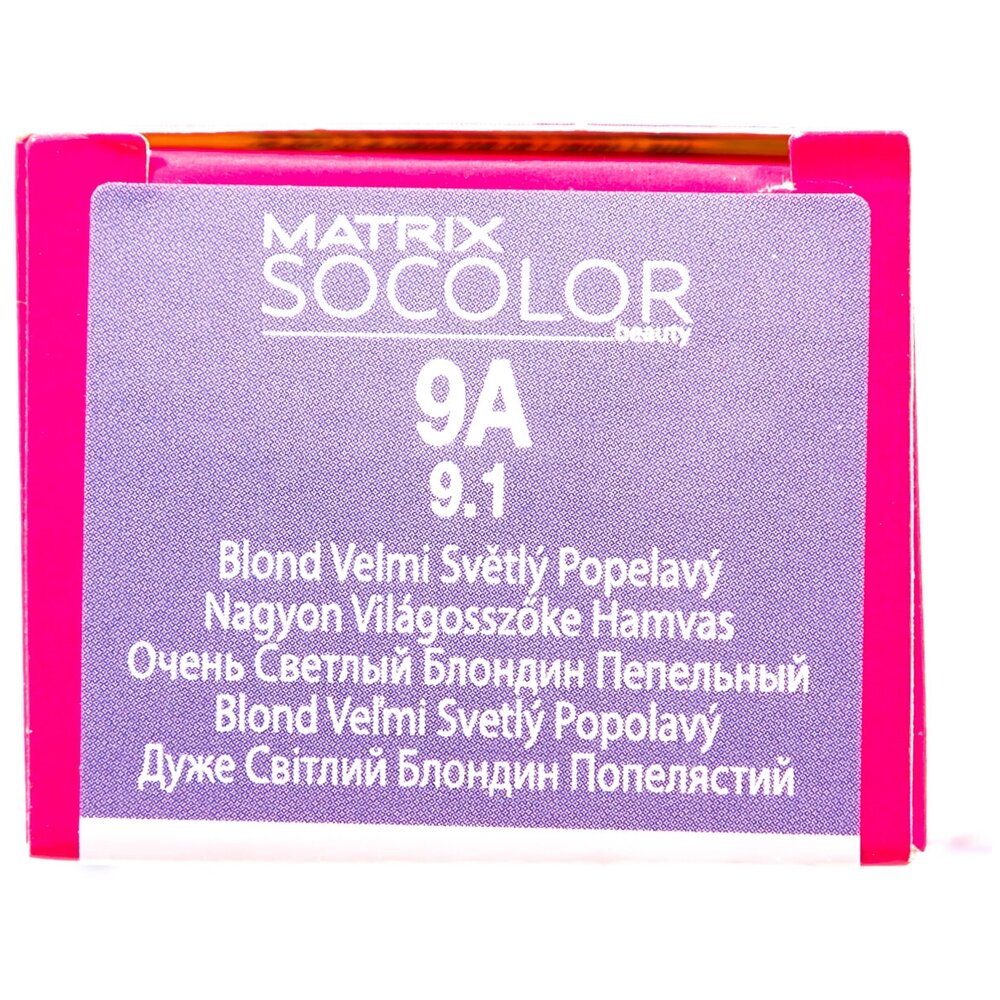 MATRIX
SOCOLOR
beauty
9A
9.1
Blond Velmi Světlý Popelavý
Nagyon Világosszőke Hamvas
Очень Светлый Блондин Пепельный
Blond Veľmi Svetlý Popolavý
Дуже Світлий Блондин Попелястий